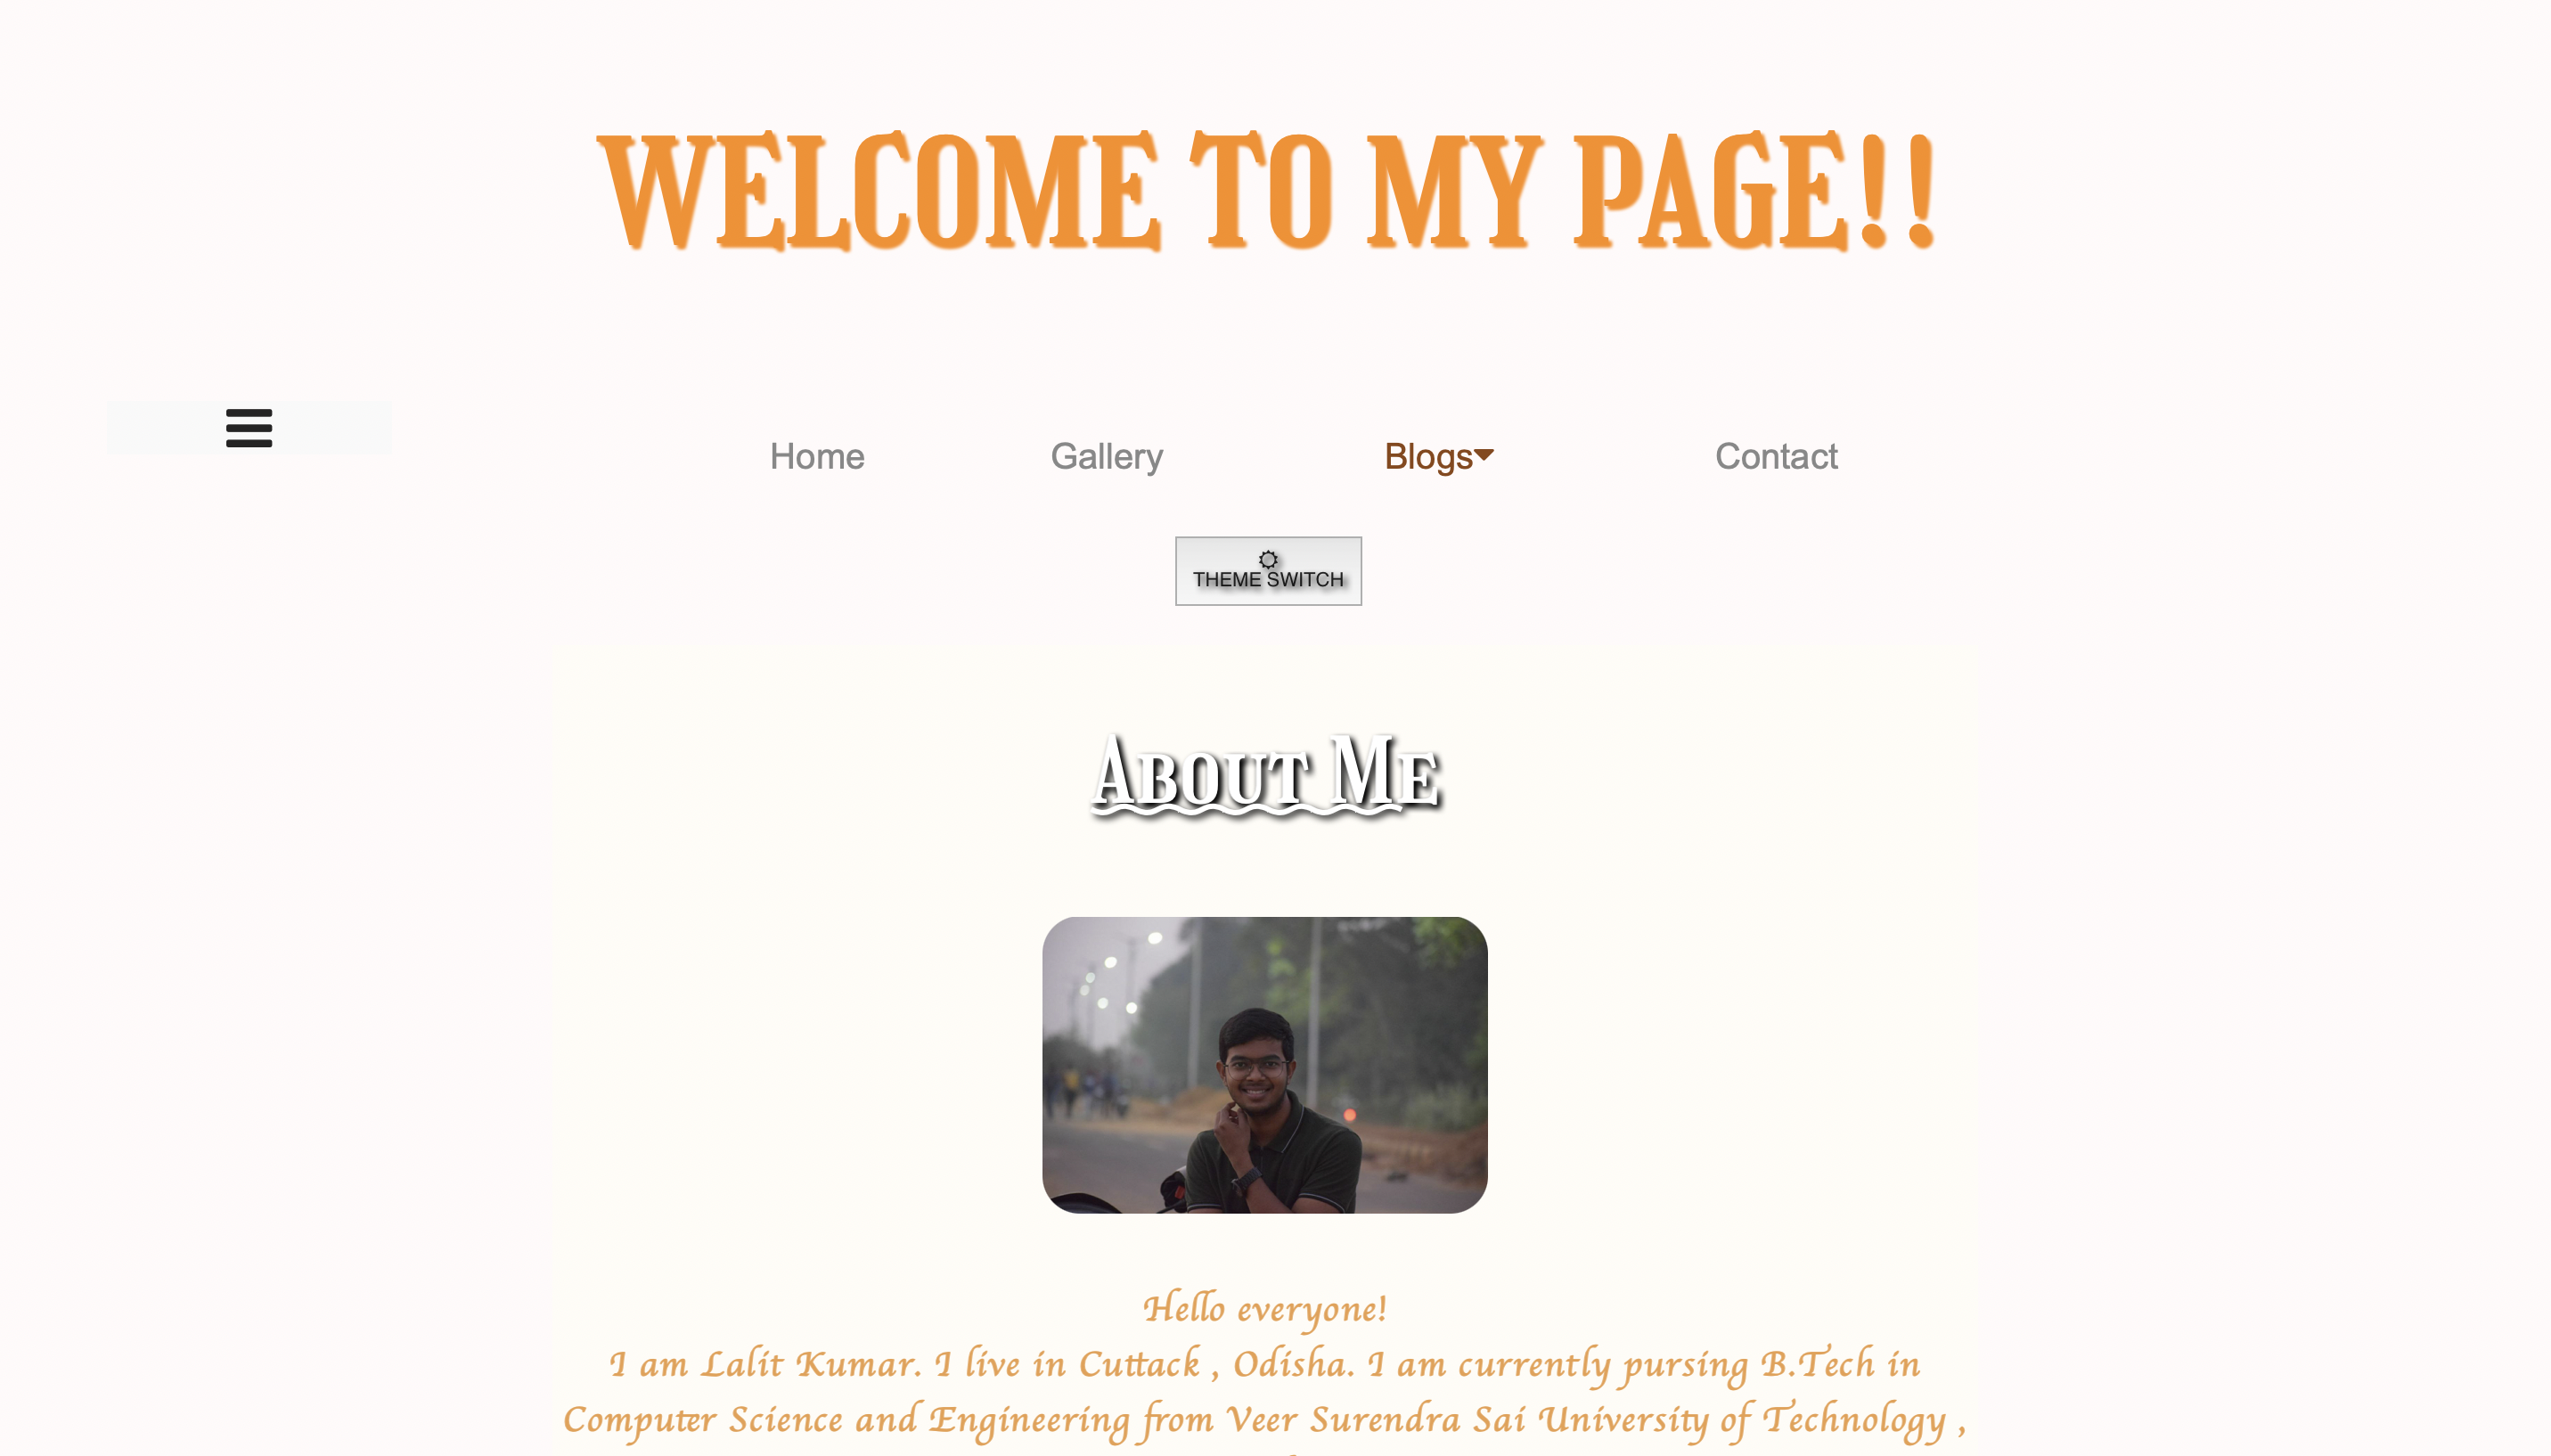 WELCOME TO MY PAGE!!
Home Gallery Blogs Contact
THEME SWITCH
About Me
Hello everyone!
I am Lalit Kumar. I live in Cuttack , Odisha. I am currently pursing B.Tech in
Computer Science and Engineering from Veer Surendra Sai University of Technology ,